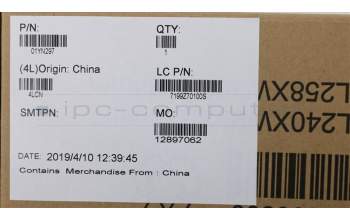 P/N:
01YN297
QTY:
1
(4L)Origin: China
4LCN
LC P/N:
7199Z70100S
SMTPN:
MO:
12897062
DATE: 2019/4/10 12:39:45
Contains Merchandise From : China
ipc-comput
L258XV
L240XV